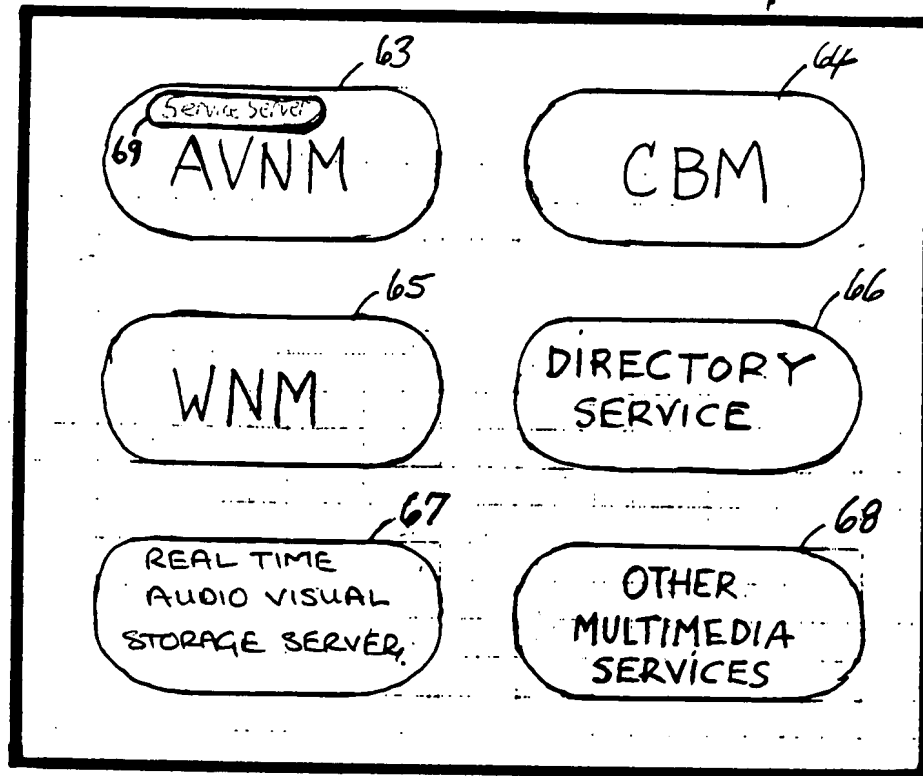 63
64
Service Server
69
AVNM
CBM
65
66
WNM
DIRECTORY
SERVICE
67
68
REAL TIME
AUDIO VISUAL
STORAGE SERVER
OTHER
MULTIMEDIA
SERVICES